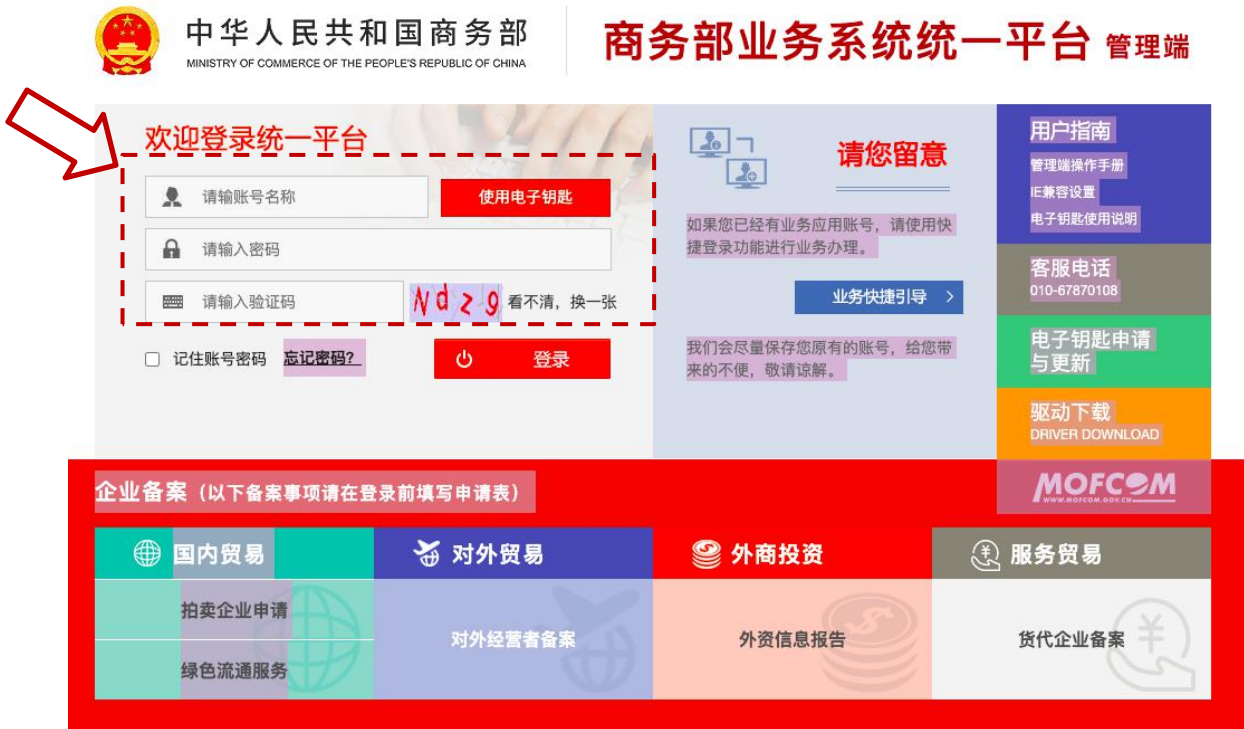 中华人民共和国商务部
MINISTRY OF COMMERCE OF THE PEOPLE'S REPUBLIC OF CHINA
商务部业务系统统一平台 管理端
欢迎登录统一平台
请输账号名称
使用电子钥匙
请输入密码
请输入验证码
Ndz9
看不清，换一张
记住账号密码
忘记密码?
登录
请您留意
如果您已经有业务应用账号，请使用快
捷登录功能进行业务办理。
业务快捷引导 >
我们会尽量保存您原有的账号，给您带
来的不便，敬请谅解。
用户指南
管理端操作手册
IE兼容设置
电子钥匙使用说明
客服电话
010-67870108
电子钥匙申请
与更新
驱动下载
DRIVER DOWNLOAD
MOFCOM
WWW.MOFCOM.GOV.CN
企业备案（以下备案事项请在登录前填写申请表）
国内贸易
拍卖企业申请
绿色流通服务
对外贸易
对外经营者备案
外商投资
外资信息报告
服务贸易
货代企业备案